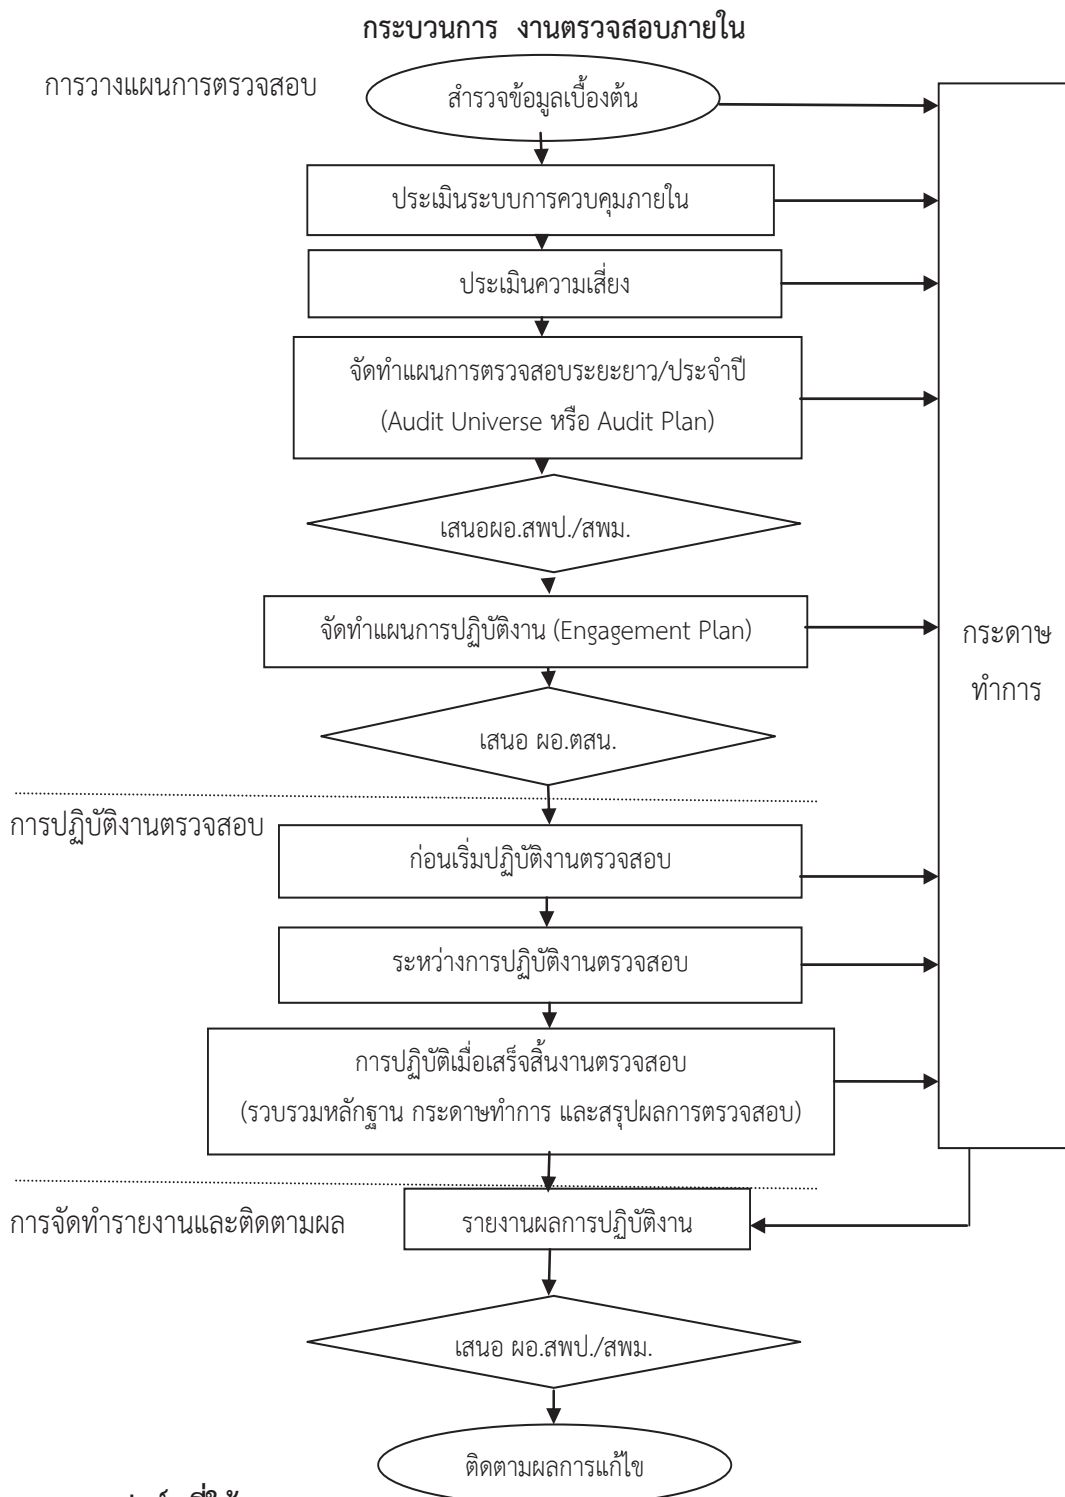 กระบวนการ งานตรวจสอบภายใน
การวางแผนการตรวจสอบ
สำรวจข้อมูลเบื้องต้น
ประเมินระบบการควบคุมภายใน
ประเมินความเสี่ยง
จัดทำแผนการตรวจสอบระยะยาว/ประจำปี
(Audit Universe หรือ Audit Plan)
เสนอผอ.สพป./สพม.
จัดทำแผนการปฏิบัติงาน (Engagement Plan)
กระดาษ
ทำการ
เสนอ ผอ.ตสน.
การปฏิบัติงานตรวจสอบ
ก่อนเริ่มปฏิบัติงานตรวจสอบ
ระหว่างการปฏิบัติงานตรวจสอบ
การปฏิบัติเมื่อเสร็จสิ้นงานตรวจสอบ
(รวบรวมหลักฐาน กระดาษทำการ และสรุปผลการตรวจสอบ)
การจัดทำรายงานและติดตามผล
รายงานผลการปฏิบัติงาน
เสนอ ผอ.สพป./สพม.
ติดตามผลการแก้ไข